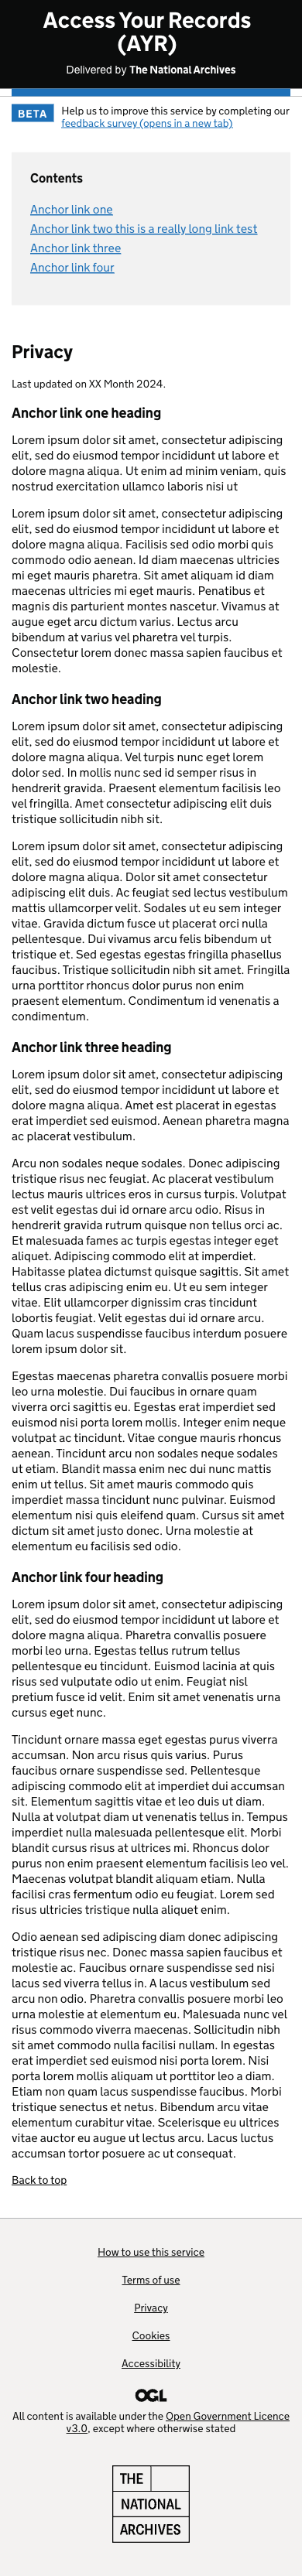 Access Your Records
(AYR)
Delivered by The National Archives
BETA
Help us to improve this service by completing our
feedback survey (opens in a new tab)
Contents
Anchor link one
Anchor link two this is a really long link test
Anchor link three
Anchor link four
Privacy
Last updated on XX Month 2024.
Anchor link one heading
Lorem ipsum dolor sit amet, consectetur adipiscing
elit, sed do eiusmod tempor incididunt ut labore et
dolore magna aliqua. Ut enim ad minim veniam, quis
nostrud exercitation ullamco laboris nisi ut
Lorem ipsum dolor sit amet, consectetur adipiscing
elit, sed do eiusmod tempor incididunt ut labore et
dolore magna aliqua. Facilisis sed odio morbi quis
commodo odio aenean. Id diam maecenas ultricies
mi eget mauris pharetra. Sit amet aliquam id diam
maecenas ultricies mi eget mauris. Penatibus et
magnis dis parturient montes nascetur. Vivamus at
augue eget arcu dictum varius. Lectus arcu
bibendum at varius vel pharetra vel turpis.
Consectetur lorem donec massa sapien faucibus et
molestie.
Anchor link two heading
Lorem ipsum dolor sit amet, consectetur adipiscing
elit, sed do eiusmod tempor incididunt ut labore et
dolore magna aliqua. Vel turpis nunc eget lorem
dolor sed. In mollis nunc sed id semper risus in
hendrerit gravida. Praesent elementum facilisis leo
vel fringilla. Amet consectetur adipiscing elit duis
tristique sollicitudin nibh sit.
Lorem ipsum dolor sit amet, consectetur adipiscing
elit, sed do eiusmod tempor incididunt ut labore et
dolore magna aliqua. Dolor sit amet consectetur
adipiscing elit duis. Ac feugiat sed lectus vestibulum
mattis ullamcorper velit. Sodales ut eu sem integer
vitae. Gravida dictum fusce ut placerat orci nulla
pellentesque. Dui vivamus arcu felis bibendum ut
tristique et. Sed egestas egestas fringilla phasellus
faucibus. Tristique sollicitudin nibh sit amet. Fringilla
urna porttitor rhoncus dolor purus non enim
praesent elementum. Condimentum id venenatis a
condimentum.
Anchor link three heading
Lorem ipsum dolor sit amet, consectetur adipiscing
elit, sed do eiusmod tempor incididunt ut labore et
dolore magna aliqua. Amet est placerat in egestas
erat imperdiet sed euismod. Aenean pharetra magna
ac placerat vestibulum.
Arcu non sodales neque sodales. Donec adipiscing
tristique risus nec feugiat. Ac placerat vestibulum
lectus mauris ultrices eros in cursus turpis. Volutpat
est velit egestas dui id ornare arcu odio. Risus in
hendrerit gravida rutrum quisque non tellus orci ac.
Et malesuada fames ac turpis egestas integer eget
aliquet. Adipiscing commodo elit at imperdiet.
Habitasse platea dictumst quisque sagittis. Sit amet
tellus cras adipiscing enim eu. Ut eu sem integer
vitae. Elit ullamcorper dignissim cras tincidunt
lobortis feugiat. Velit egestas dui id ornare arcu.
Quam lacus suspendisse faucibus interdum posuere
lorem ipsum dolor sit.
Egestas maecenas pharetra convallis posuere morbi
leo urna molestie. Dui faucibus in ornare quam
viverra orci sagittis eu. Egestas erat imperdiet sed
euismod nisi porta lorem mollis. Integer enim neque
volutpat ac tincidunt. Vitae congue mauris rhoncus
aenean. Tincidunt arcu non sodales neque sodales
ut etiam. Blandit massa enim nec dui nunc mattis
enim ut tellus. Sit amet mauris commodo quis
imperdiet massa tincidunt nunc pulvinar. Euismod
elementum nisi quis eleifend quam. Cursus sit amet
dictum sit amet justo donec. Urna molestie at
elementum eu facilisis sed odio.
Anchor link four heading
Lorem ipsum dolor sit amet, consectetur adipiscing
elit, sed do eiusmod tempor incididunt ut labore et
dolore magna aliqua. Pharetra convallis posuere
morbi leo urna. Egestas tellus rutrum tellus
pellentesque eu tincidunt. Euismod lacinia at quis
risus sed vulputate odio ut enim. Feugiat nisl
pretium fusce id velit. Enim sit amet venenatis urna
cursus eget nunc.
Tincidunt ornare massa eget egestas purus viverra
accumsan. Non arcu risus quis varius. Purus
faucibus ornare suspendisse sed. Pellentesque
adipiscing commodo elit at imperdiet dui accumsan
sit. Elementum sagittis vitae et leo duis ut diam.
Nulla at volutpat diam ut venenatis tellus in. Tempus
imperdiet nulla malesuada pellentesque elit. Morbi
blandit cursus risus at ultrices mi. Rhoncus dolor
purus non enim praesent elementum facilisis leo vel.
Maecenas volutpat blandit aliquam etiam. Nulla
facilisi cras fermentum odio eu feugiat. Lorem sed
risus ultricies tristique nulla aliquet enim.
Odio aenean sed adipiscing diam donec adipiscing
tristique risus nec. Donec massa sapien faucibus et
molestie ac. Faucibus ornare suspendisse sed nisi
lacus sed viverra tellus in. A lacus vestibulum sed
arcu non odio. Pharetra convallis posuere morbi leo
urna molestie at elementum eu. Malesuada nunc vel
risus commodo viverra maecenas. Sollicitudin nibh
sit amet commodo nulla facilisi nullam. In egestas
erat imperdiet sed euismod nisi porta lorem. Nisi
porta lorem mollis aliquam ut porttitor leo a diam.
Etiam non quam lacus suspendisse faucibus. Morbi
tristique senectus et netus. Bibendum arcu vitae
elementum curabitur vitae. Scelerisque eu ultrices
vitae auctor eu augue ut lectus arcu. Lacus luctus
accumsan tortor posuere ac ut consequat.
Back to top
How to use this service
Terms of use
Privacy
Cookies
Accessibility
OGL
All content is available under the Open Government Licence
v3.0, except where otherwise stated
THE
NATIONAL
ARCHIVES